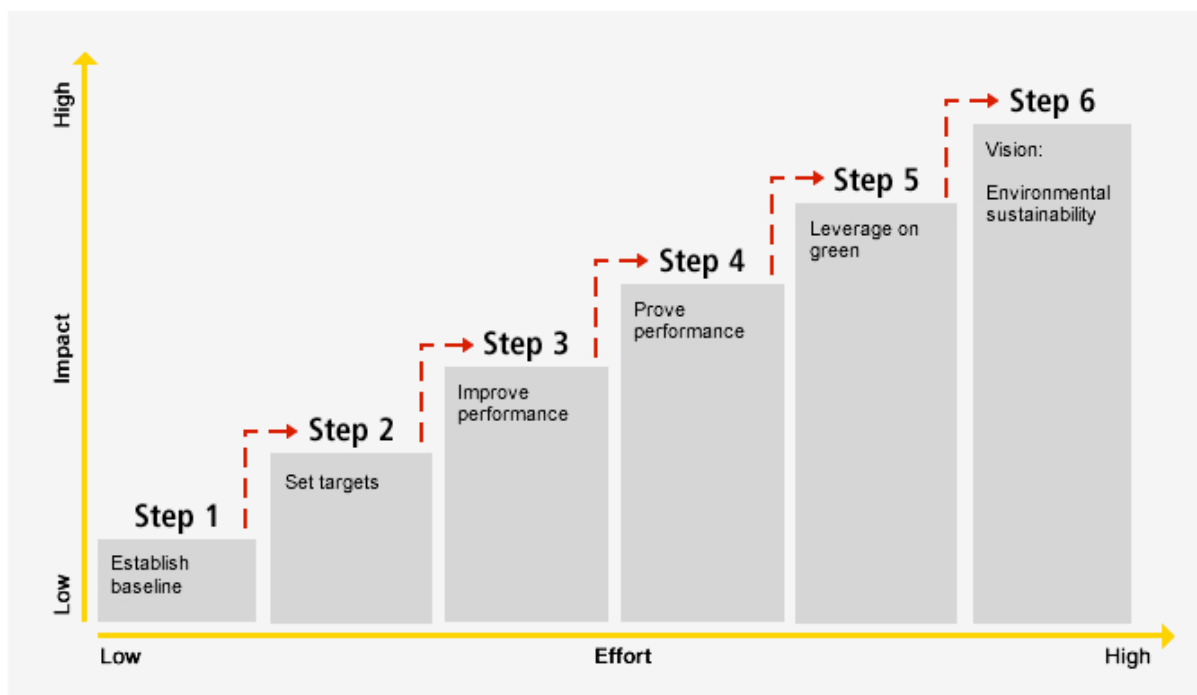 High
Impact
Low
Step 1
Establish
baseline
Step 2
Set targets
Step 3
Improve
performance
Step 4
Prove
performance
Step 5
Leverage on
green
Step 6
Vision:
Environmental
sustainability
Low
Effort
High